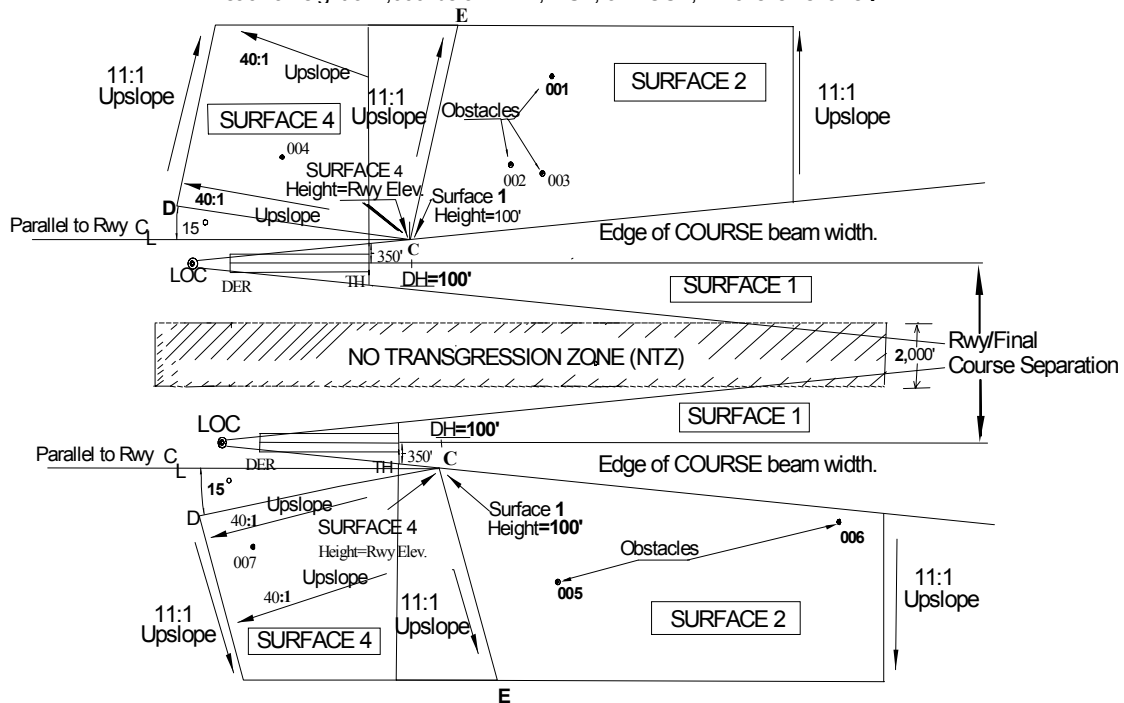 E
40:1
Upslope
11:1
Upslope
SURFACE 4
004
11:1
Upslope
001
Obstacles
SURFACE 2
11:1
Upslope
002
003
SURFACE 4
Height=Rwy Elev.
Surface 1
Height=100'
40:1
Upslope
D
15°
Parallel to Rwy CL
C
350'
Edge of COURSE beam width.
LOC
DER
TH
DH=100'
SURFACE 1
NO TRANSGRESSION ZONE (NTZ)
2,000'
Rwy/Final
Course Separation
SURFACE 1
LOC
DH=100'
Parallel to Rwy CL
DER
TH
350'
C
Edge of COURSE beam width.
15°
D
Upslope
40:1
SURFACE 4
Height=Rwy Elev.
Surface 1
Height=100'
006
Obstacles
005
007
Upslope
40:1
11:1
Upslope
11:1
Upslope
SURFACE 4
SURFACE 2
11:1
Upslope
E